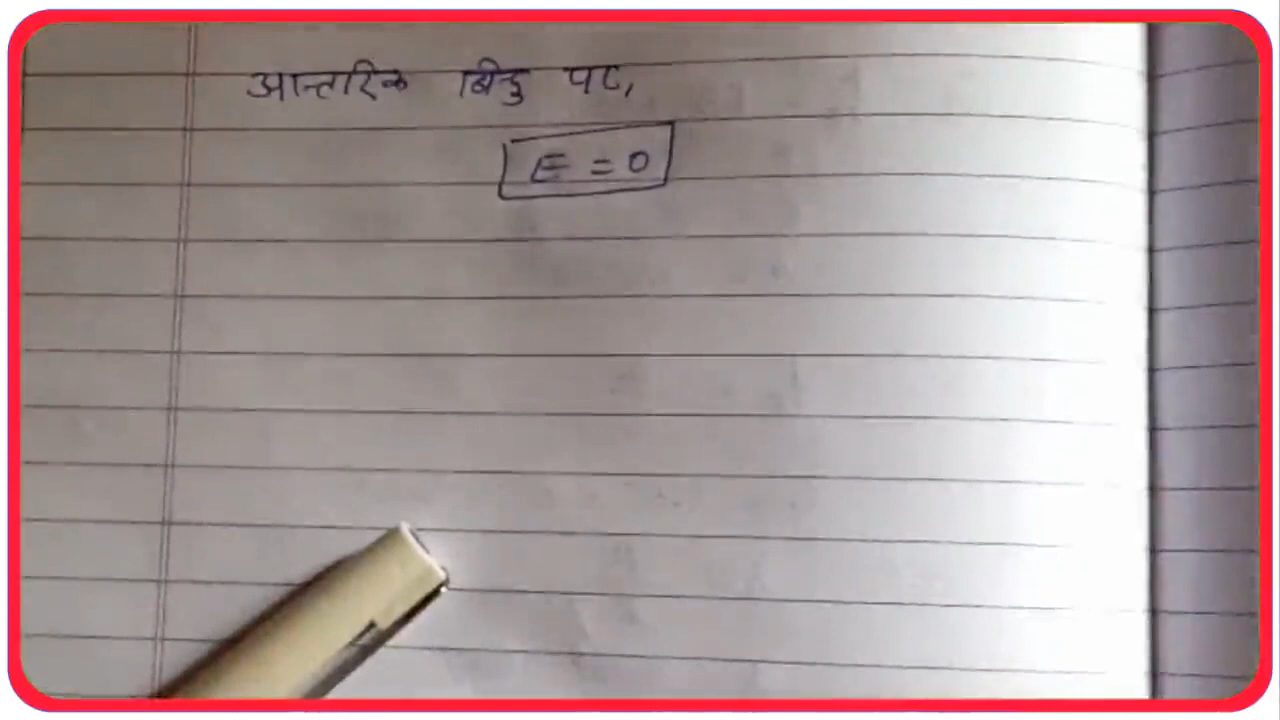 आन्तरिक बिंदु पर,
E = 0